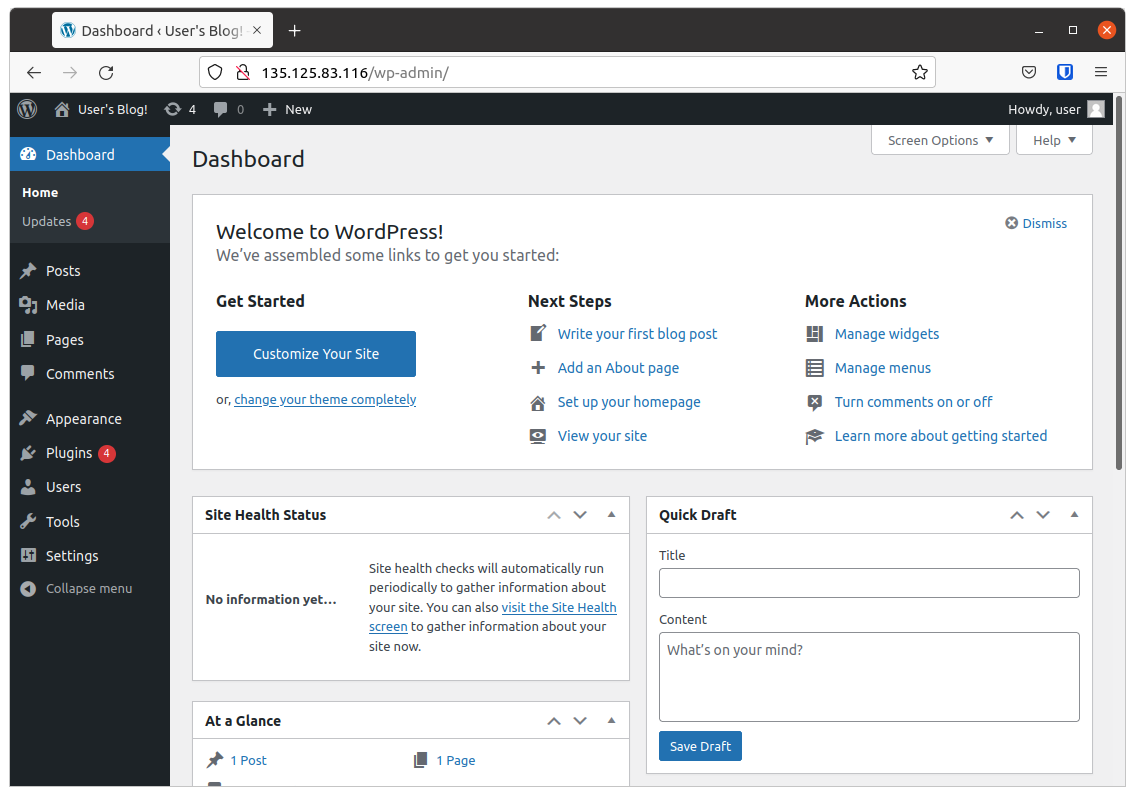 Dashboard ‹ User's Blog! -
135.125.83.116/wp-admin/
User's Blog! 4 0 New Howdy, user
Dashboard
Home
Updates 4
Posts
Media
Pages
Comments
Appearance
Plugins 4
Users
Tools
Settings
Collapse menu
Screen Options Help
Dashboard
Dismiss
Welcome to WordPress!
We've assembled some links to get you started:
Get Started
Customize Your Site
or, change your theme completely
Next Steps
Write your first blog post
Add an About page
Set up your homepage
View your site
More Actions
Manage widgets
Manage menus
Turn comments on or off
Learn more about getting started
Site Health Status
No information yet…
Site health checks will automatically run
periodically to gather information about
your site. You can also visit the Site Health
screen to gather information about your
site now.
At a Glance
1 Post 1 Page
Quick Draft
Title
Content
What's on your mind?
Save Draft